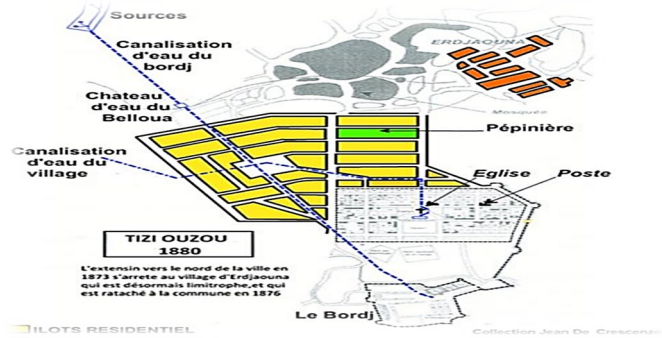 Sources
Canalisation
d'eau du
bordj
ERDJAOUNA
Chateau
d'eau du
Belloua
Mosquée
Pépinière
Canalisation
d'eau du
village
Eglise
Poste
TIZI OUZOU
1880
L'extensin vers le nord de la ville en
1873 s'arrete au village d'Erdjaouna
qui est désormais limitrophe,et qui
est rataché à la commune en 1876
Le Bordj
ILOTS RESIDENTIEL
Collection Jean De Crescenzo